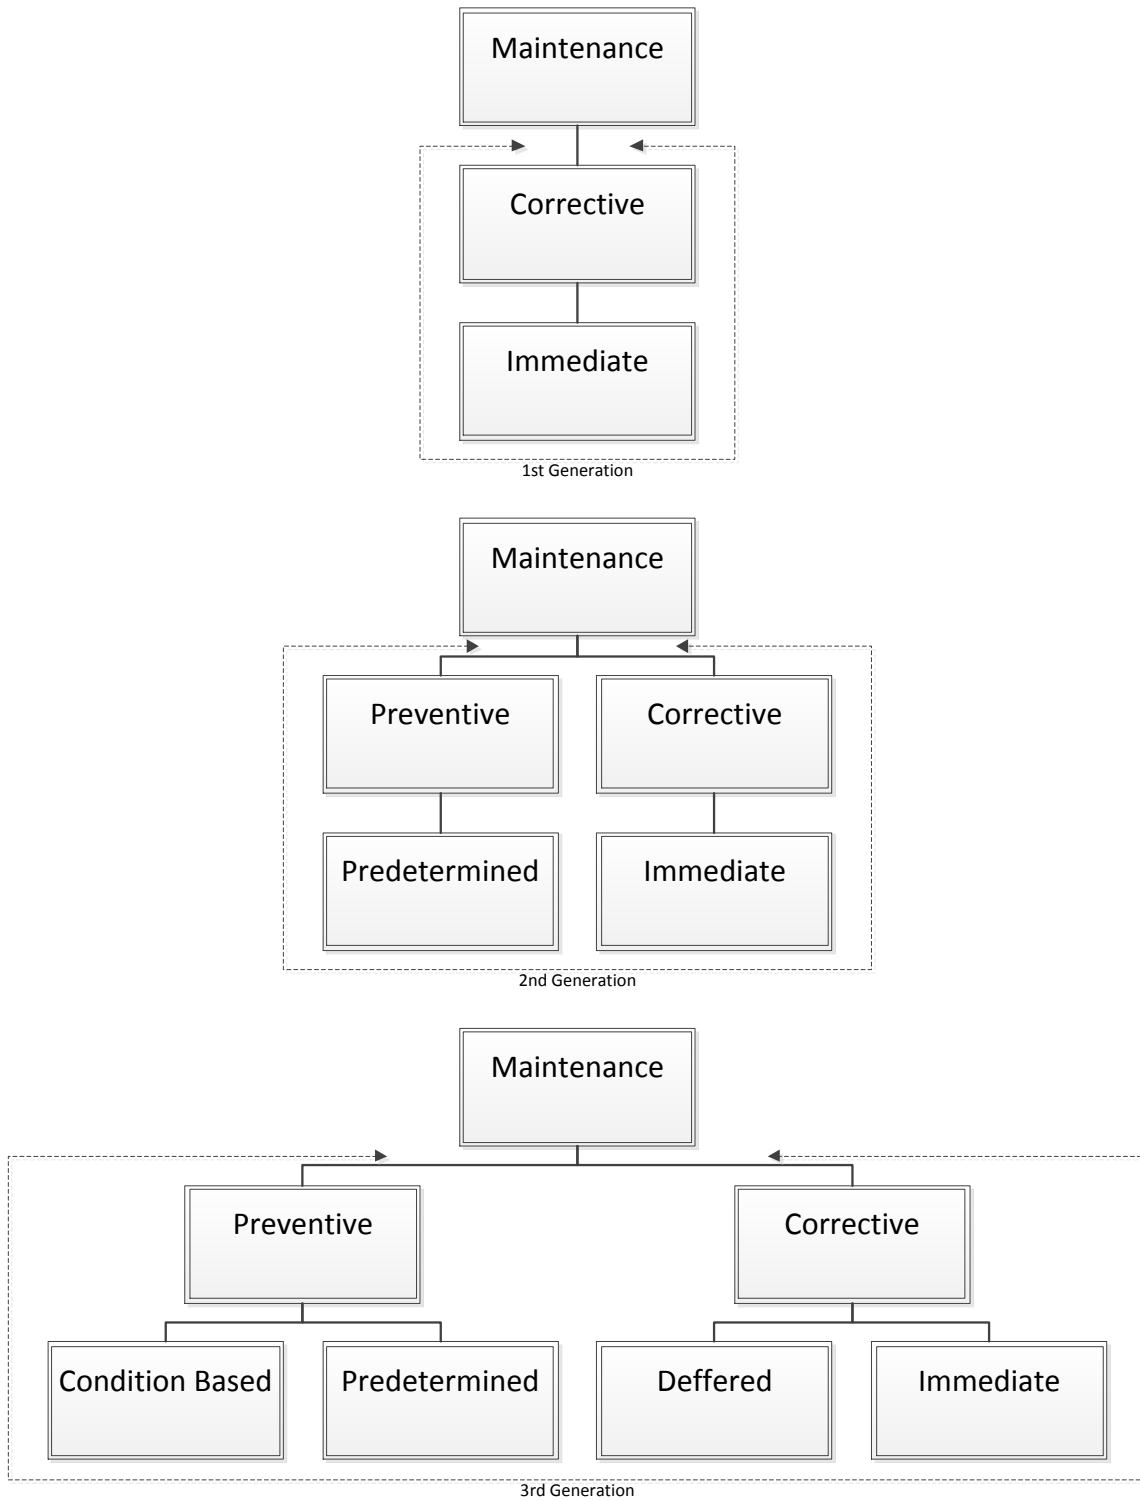 Maintenance
Corrective
Immediate
1st Generation
Maintenance
Preventive
Corrective
Predetermined
Immediate
2nd Generation
Maintenance
Preventive
Corrective
Condition Based
Predetermined
Deffered
Immediate
3rd Generation